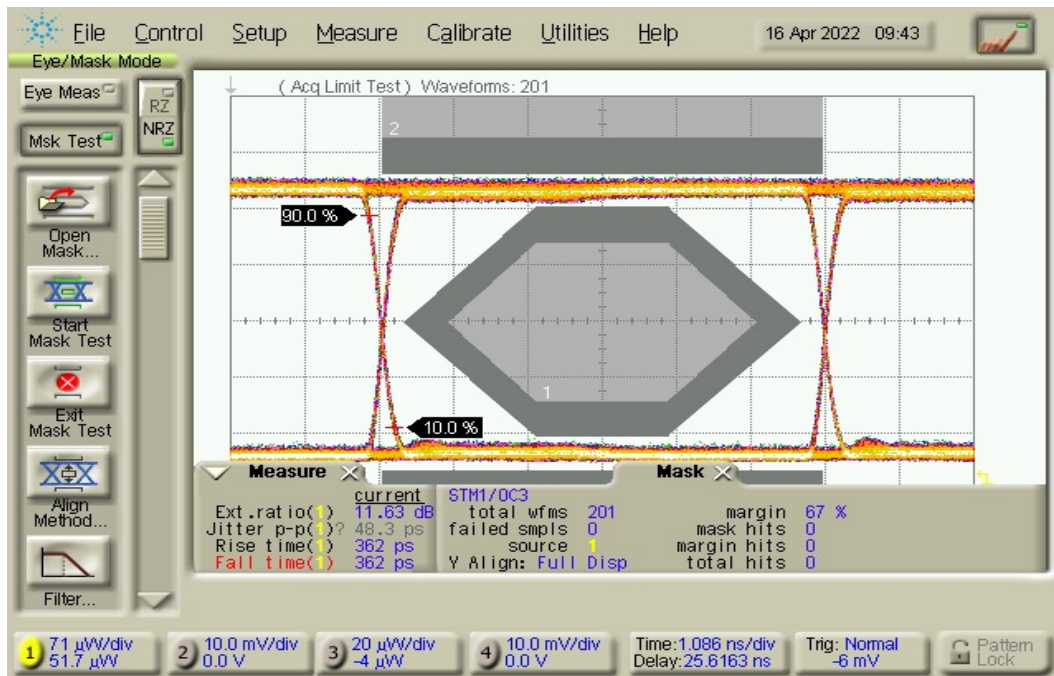 File Control Setup Measure Calibrate Utilities Help 16 Apr 2022 09:43
Eye/Mask Mode
Eye Meas
RZ
NRZ
Msk Test
Open
Mask...
Start
Mask Test
Exit
Mask Test
Align
Method...
Filter...
( Acq Limit Test ) Waveforms: 201
2
90.0 %
1
10.0 %
Measure
current
Ext.ratio(1) 11.63 dB
Jitter p-p(1)? 48.3 ps
Rise time(1) 362 ps
Fall time(1) 362 ps
Mask
STM1/OC3
total wfms 201 margin 67 %
failed smpls 0 mask hits 0
source 1 margin hits 0
Y Align: Full Disp total hits 0
1 71 µW/div
51.7 µW
2 10.0 mV/div
0.0 V
3 20 µW/div
-4 µW
4 10.0 mV/div
0.0 V
Time:1.086 ns/div
Delay:25.6163 ns
Trig: Normal
-6 mV
Pattern
Lock